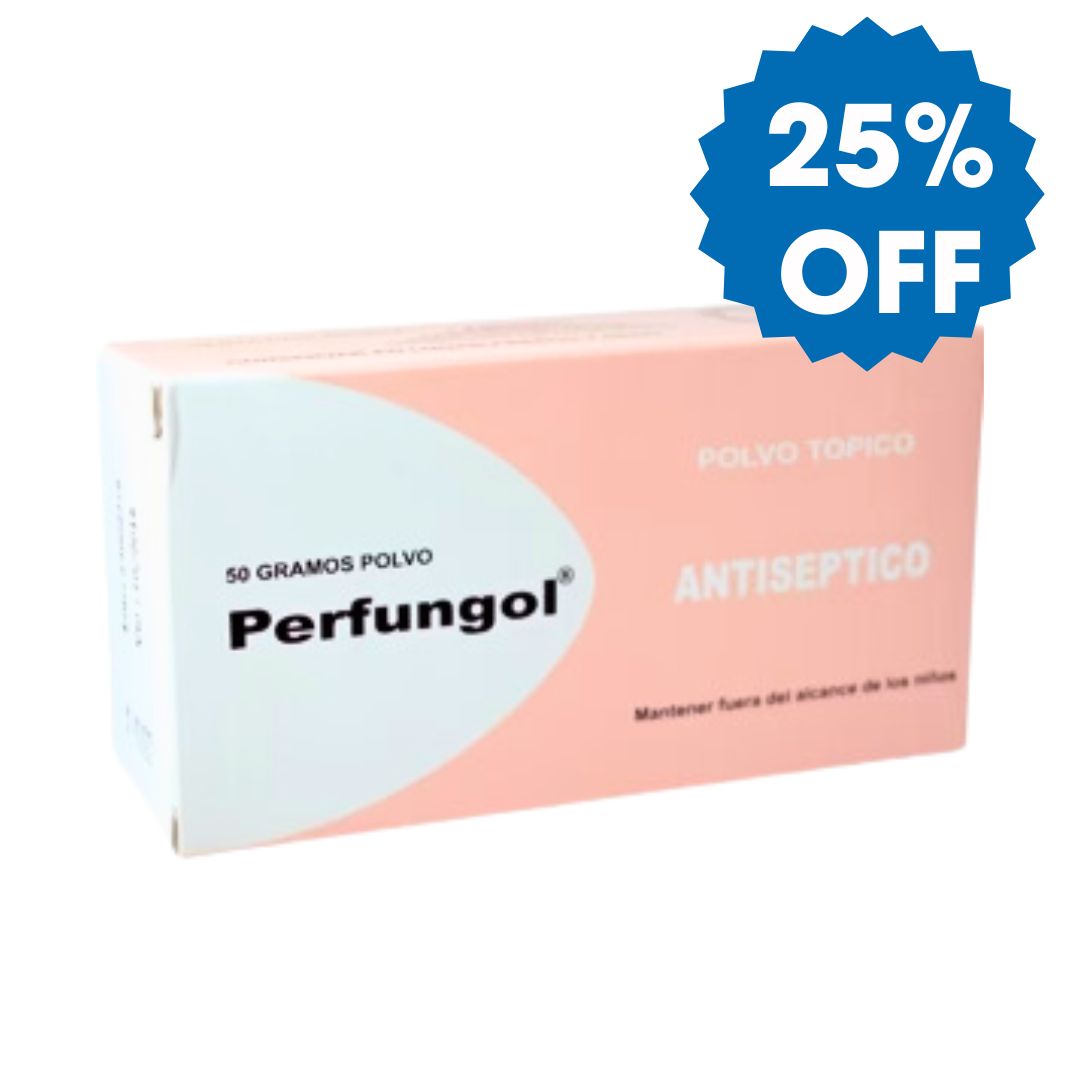 25%
OFF
POLVO TOPICO
50 GRAMOS POLVO
Perfungol®
ANTISEPTICO
Mantener fuera del alcance de los niños